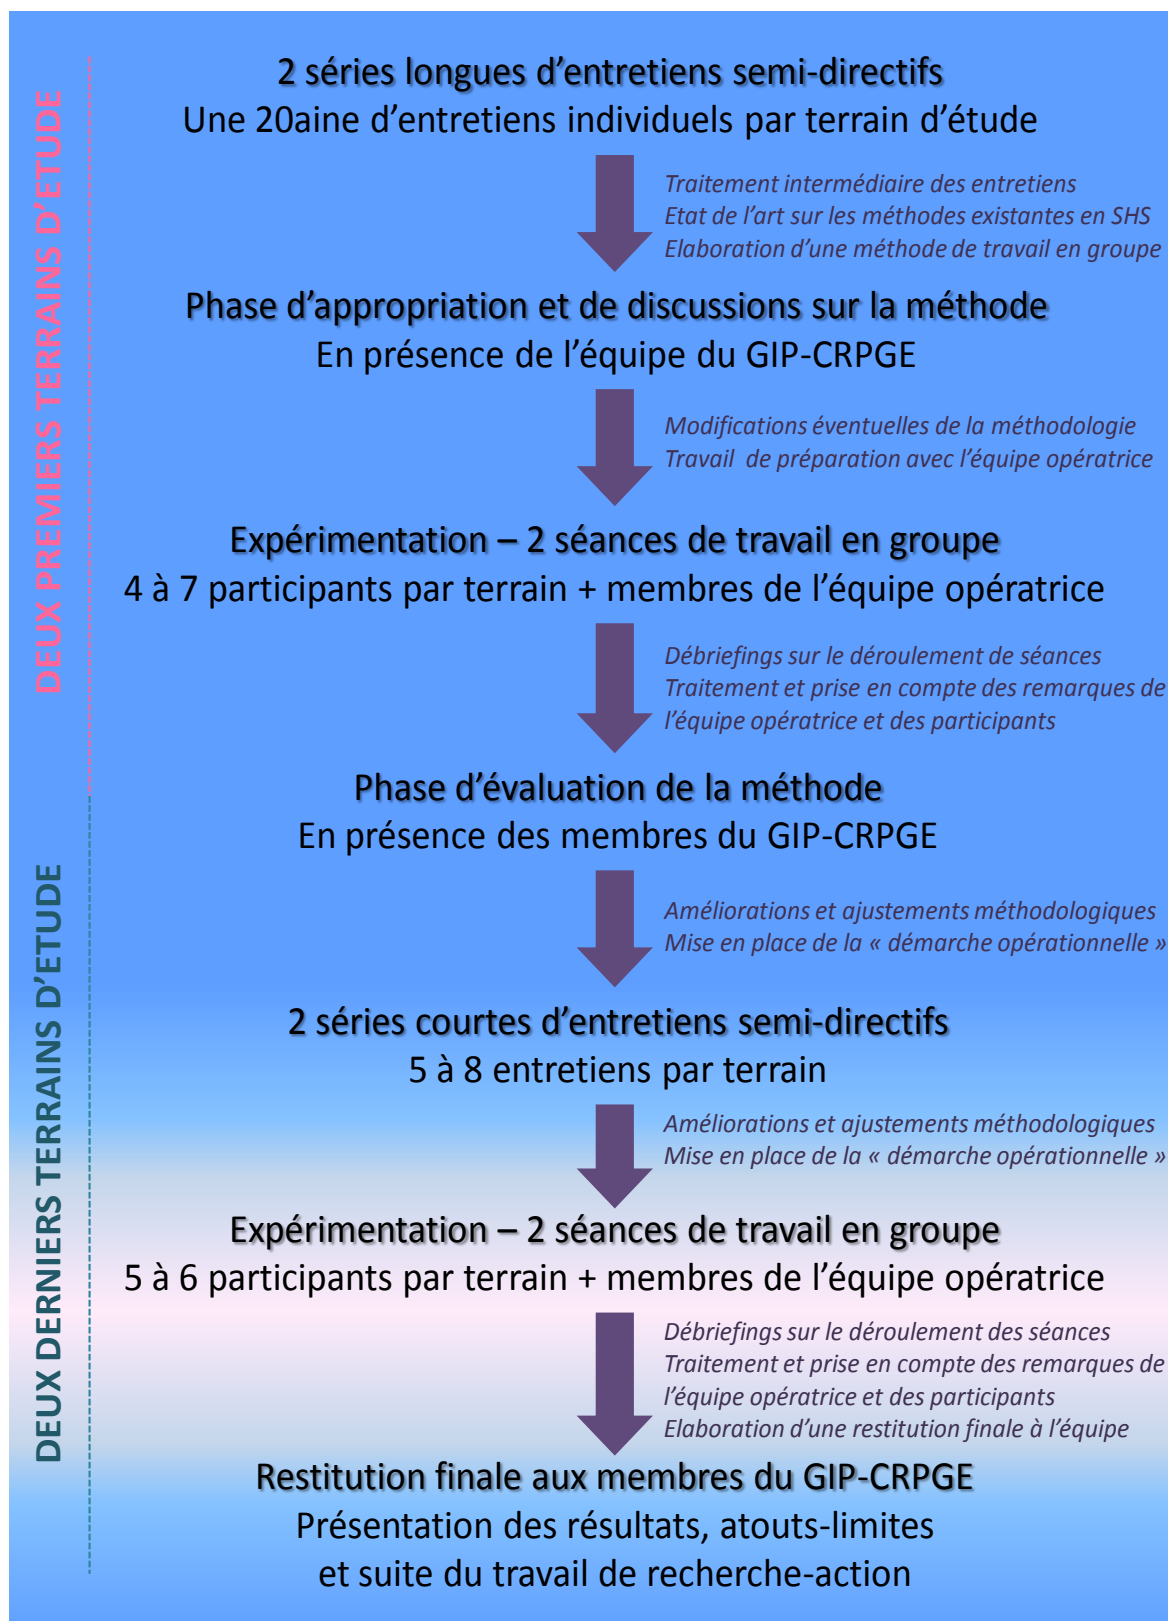 DEUX PREMIERS TERRAINS D'ETUDE
2 séries longues d'entretiens semi-directifs
Une 20aine d'entretiens individuels par terrain d'étude
Traitement intermédiaire des entretiens
Etat de l'art sur les méthodes existantes en SHS
Elaboration d'une méthode de travail en groupe
Phase d'appropriation et de discussions sur la méthode
En présence de l'équipe du GIP-CRPGE
Modifications éventuelles de la méthodologie
Travail de préparation avec l'équipe opératrice
Expérimentation – 2 séances de travail en groupe
4 à 7 participants par terrain + membres de l'équipe opératrice
Débriefings sur le déroulement de séances
Traitement et prise en compte des remarques de
l'équipe opératrice et des participants
Phase d'évaluation de la méthode
En présence des membres du GIP-CRPGE
DEUX DERNIERS TERRAINS D'ETUDE
Améliorations et ajustements méthodologiques
Mise en place de la « démarche opérationnelle »
2 séries courtes d'entretiens semi-directifs
5 à 8 entretiens par terrain
Améliorations et ajustements méthodologiques
Mise en place de la « démarche opérationnelle »
Expérimentation – 2 séances de travail en groupe
5 à 6 participants par terrain + membres de l'équipe opératrice
Débriefings sur le déroulement des séances
Traitement et prise en compte des remarques de
l'équipe opératrice et des participants
Elaboration d'une restitution finale à l'équipe
Restitution finale aux membres du GIP-CRPGE
Présentation des résultats, atouts-limites
et suite du travail de recherche-action